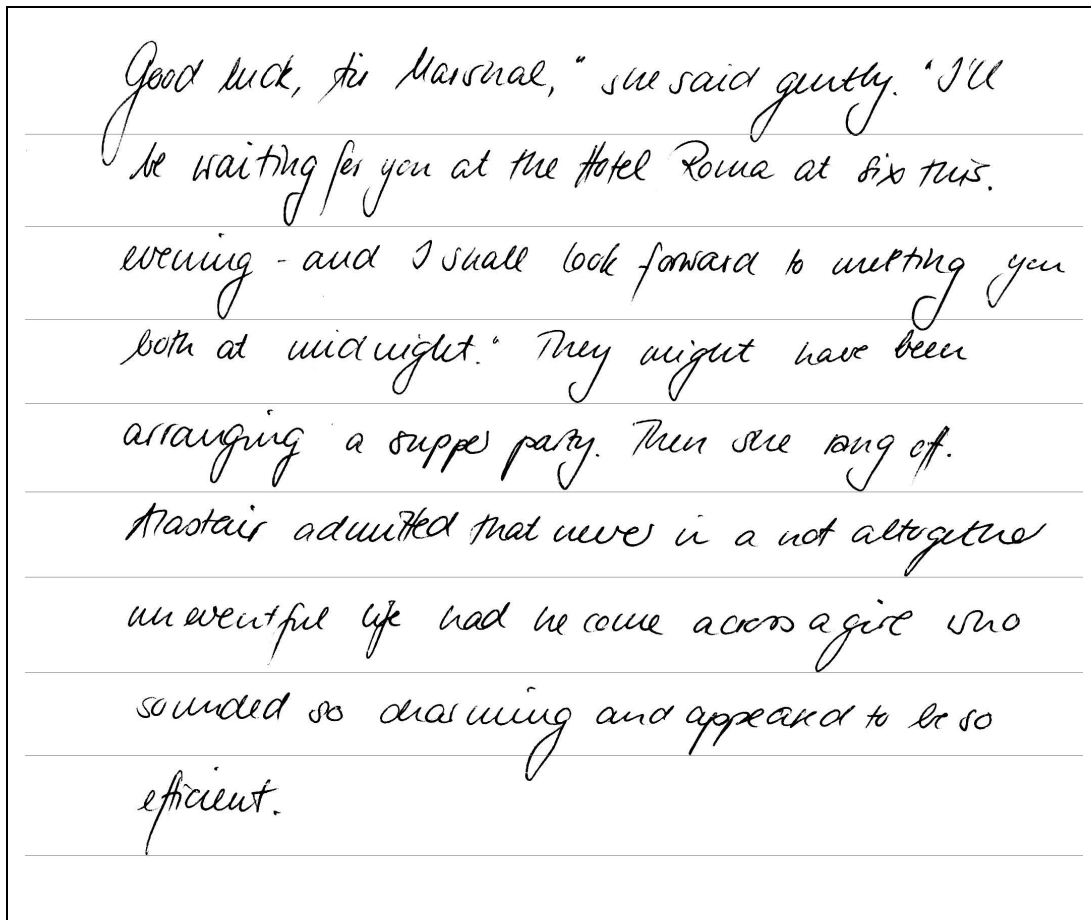 Good luck, Air Marshal," she said gently. "I'll
be waiting for you at the Hotel Roma at six this.
evening - and I shall look forward to meeting you
both at midnight." They might have been
arranging a supper party. Then she rang off.
Alastair admitted that never in a not altogether
uneventful life had he come across a girl who
sounded so charming and appeared to be so
efficient.